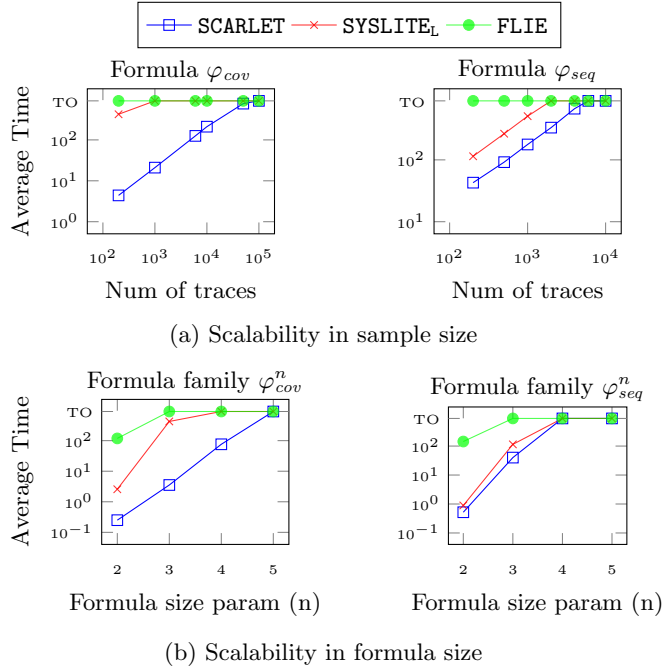 SCARLET SYSLITE_L FLIE
Formula φ_cov
Formula φ_seq
Average Time
TO
10^2
10^1
10^0
10^2 10^3 10^4 10^5
Num of traces
TO
10^2
10^1
10^2 10^3 10^4
Num of traces
(a) Scalability in sample size
Formula family φ^n_cov
Formula family φ^n_seq
Average Time
TO
10^2
10^1
10^0
10^−1
2 3 4 5
Formula size param (n)
TO
10^2
10^1
10^0
10^−1
2 3 4 5
Formula size param (n)
(b) Scalability in formula size